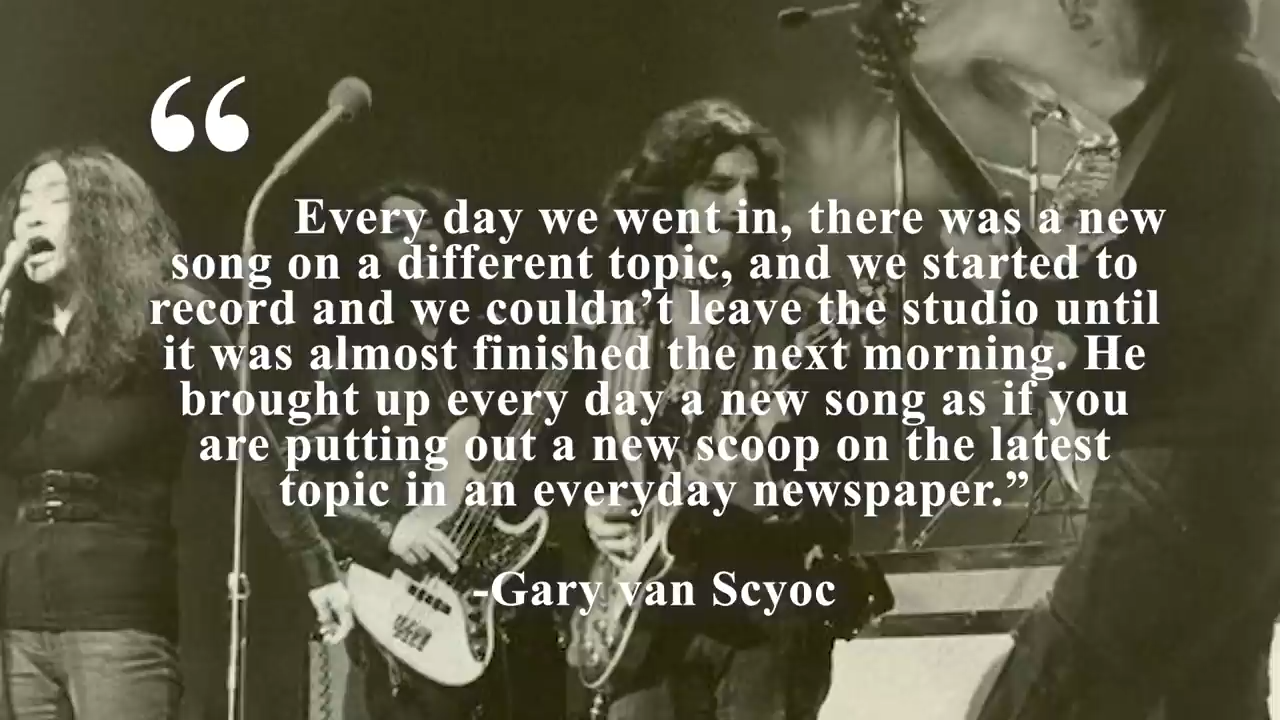 “
Every day we went in, there was a new
song on a different topic, and we started to
record and we couldn’t leave the studio until
it was almost finished the next morning. He
brought up every day a new song as if you
are putting out a new scoop on the latest
topic in an everyday newspaper.”
-Gary van Scyoc